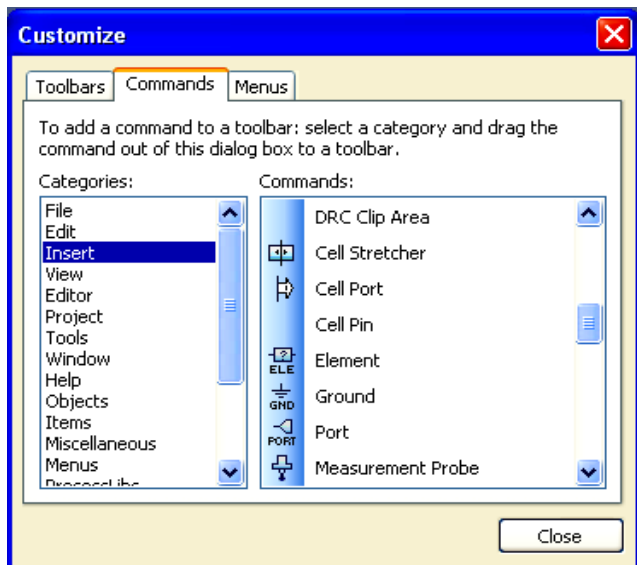 Customize
Toolbars Commands Menus
To add a command to a toolbar: select a category and drag the
command out of this dialog box to a toolbar.
Categories: Commands:
File
Edit
Insert
View
Editor
Project
Tools
Window
Help
Objects
Items
Miscellaneous
Menus
ProcessLibs
DRC Clip Area
Cell Stretcher
Cell Port
Cell Pin
ELE Element
GND Ground
PORT Port
Measurement Probe
Close